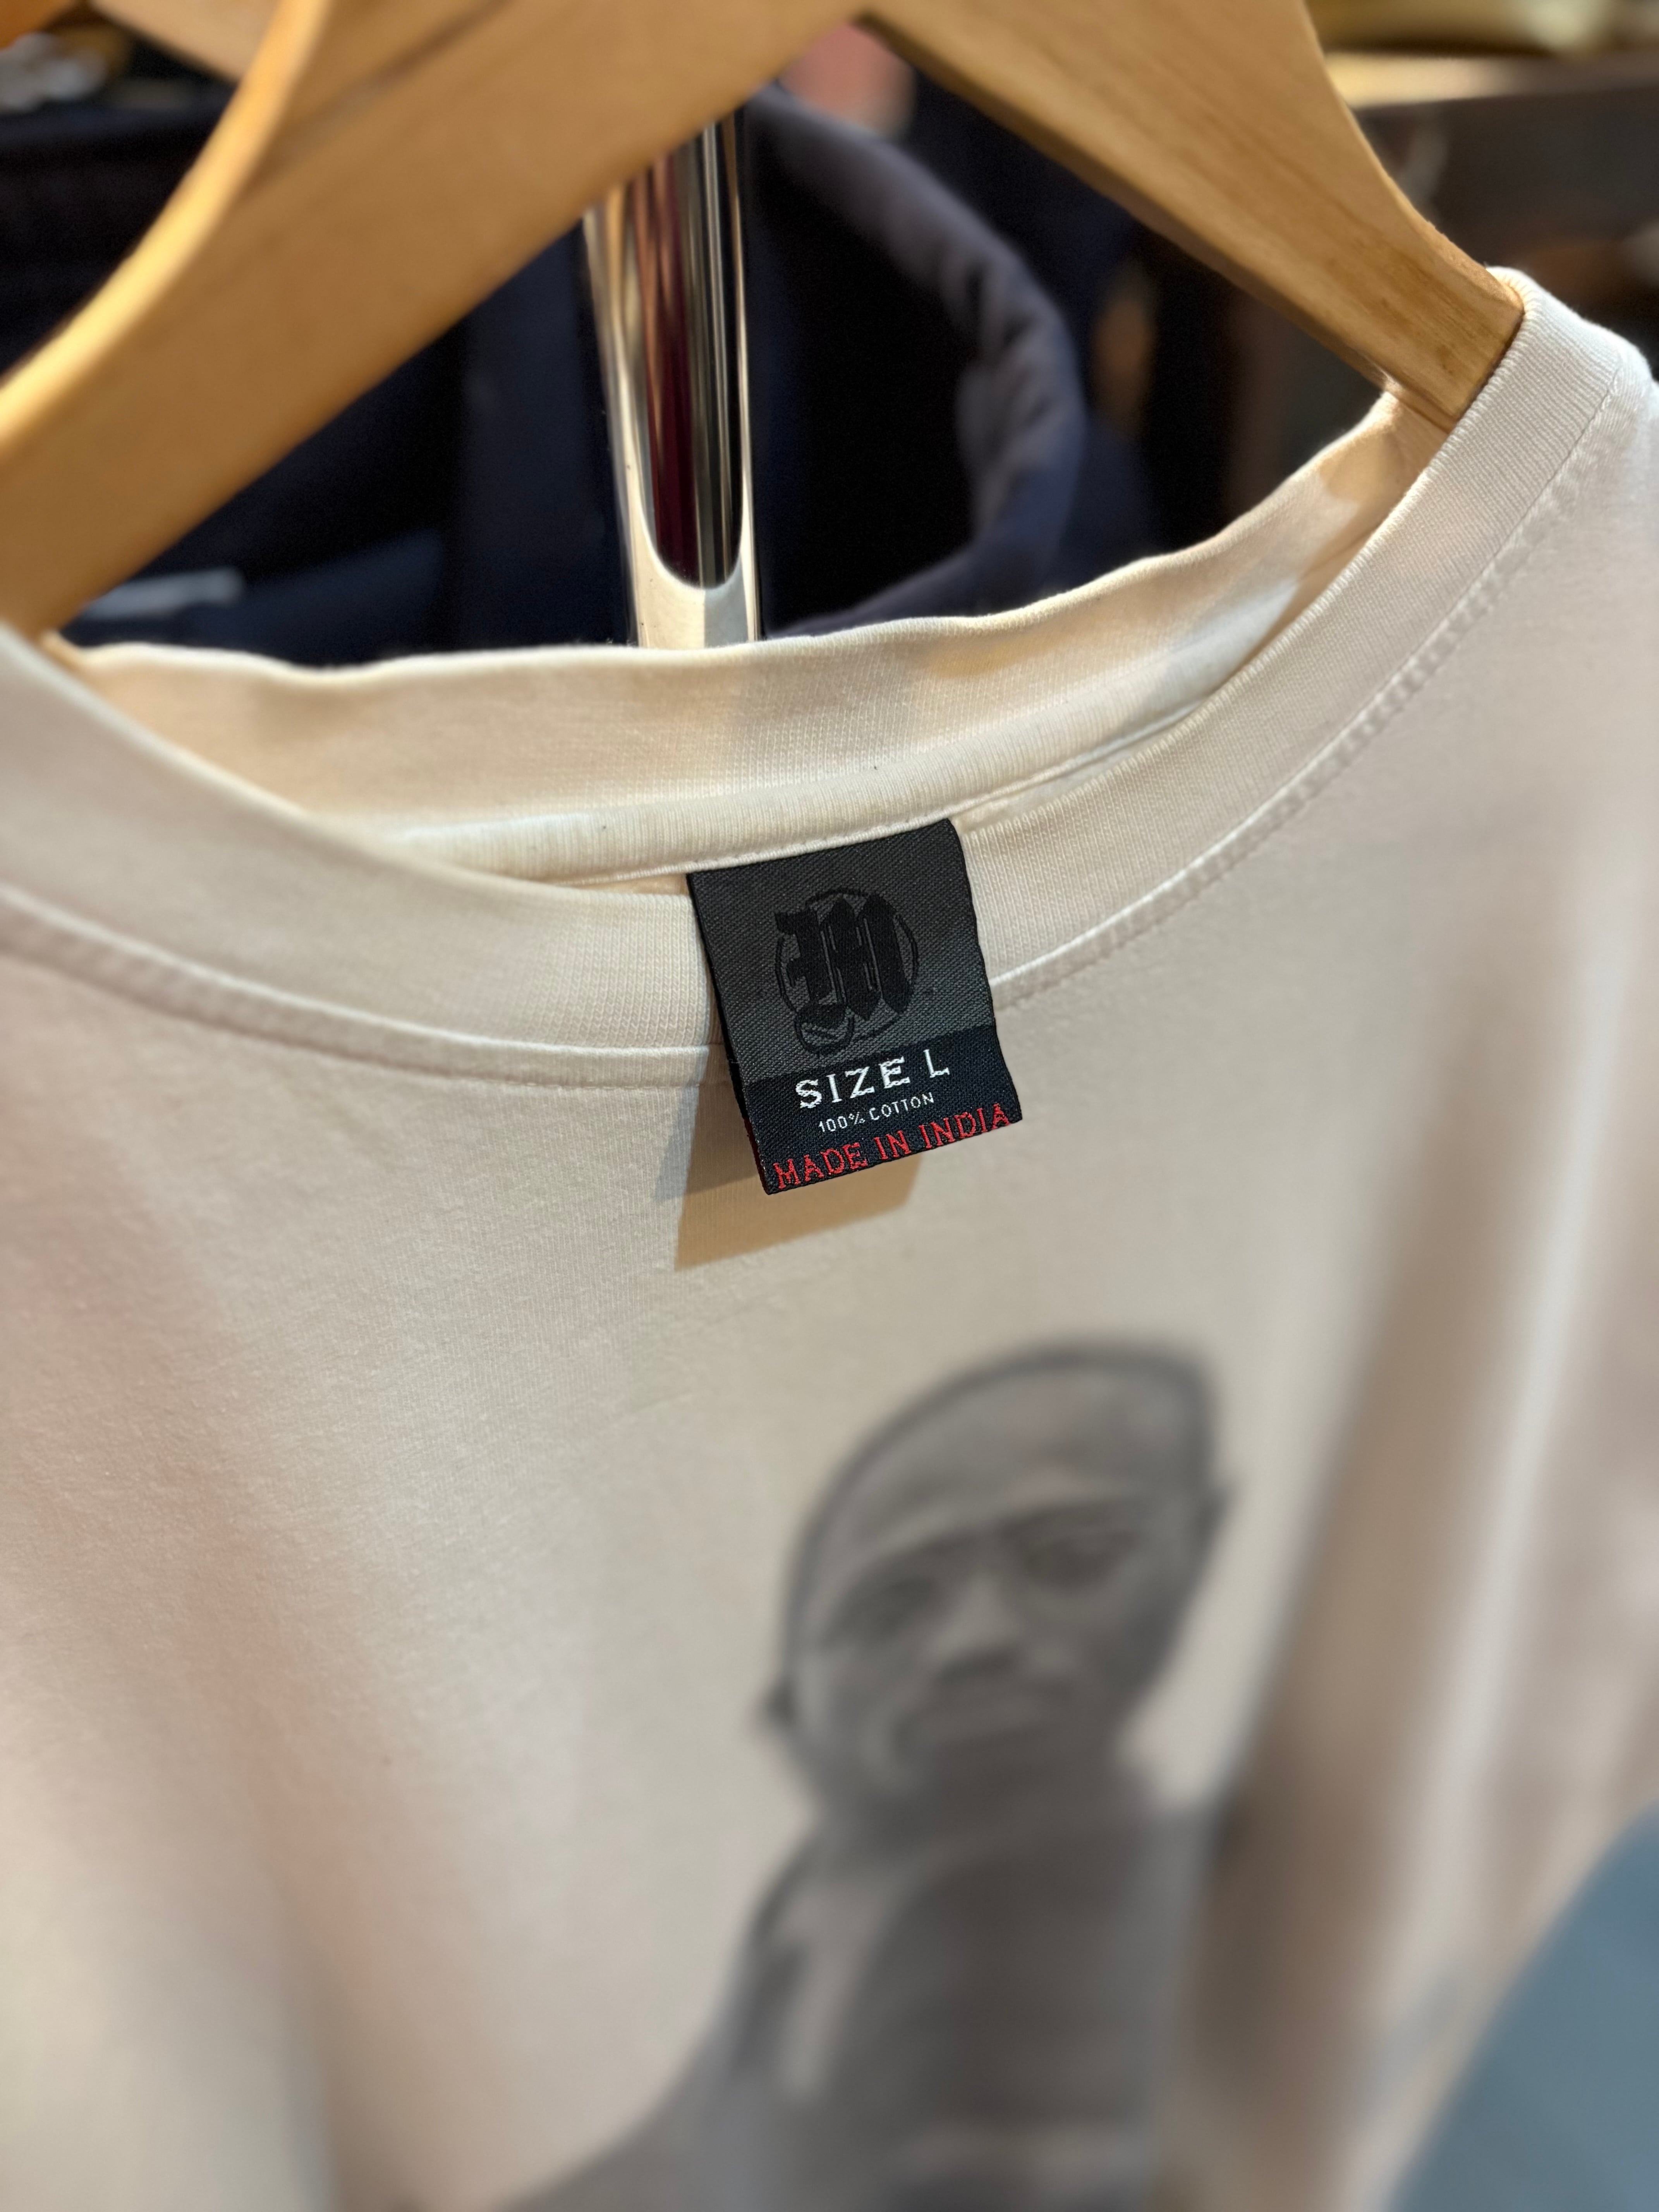 SIZE L
100% COTTON
MADE IN INDIA